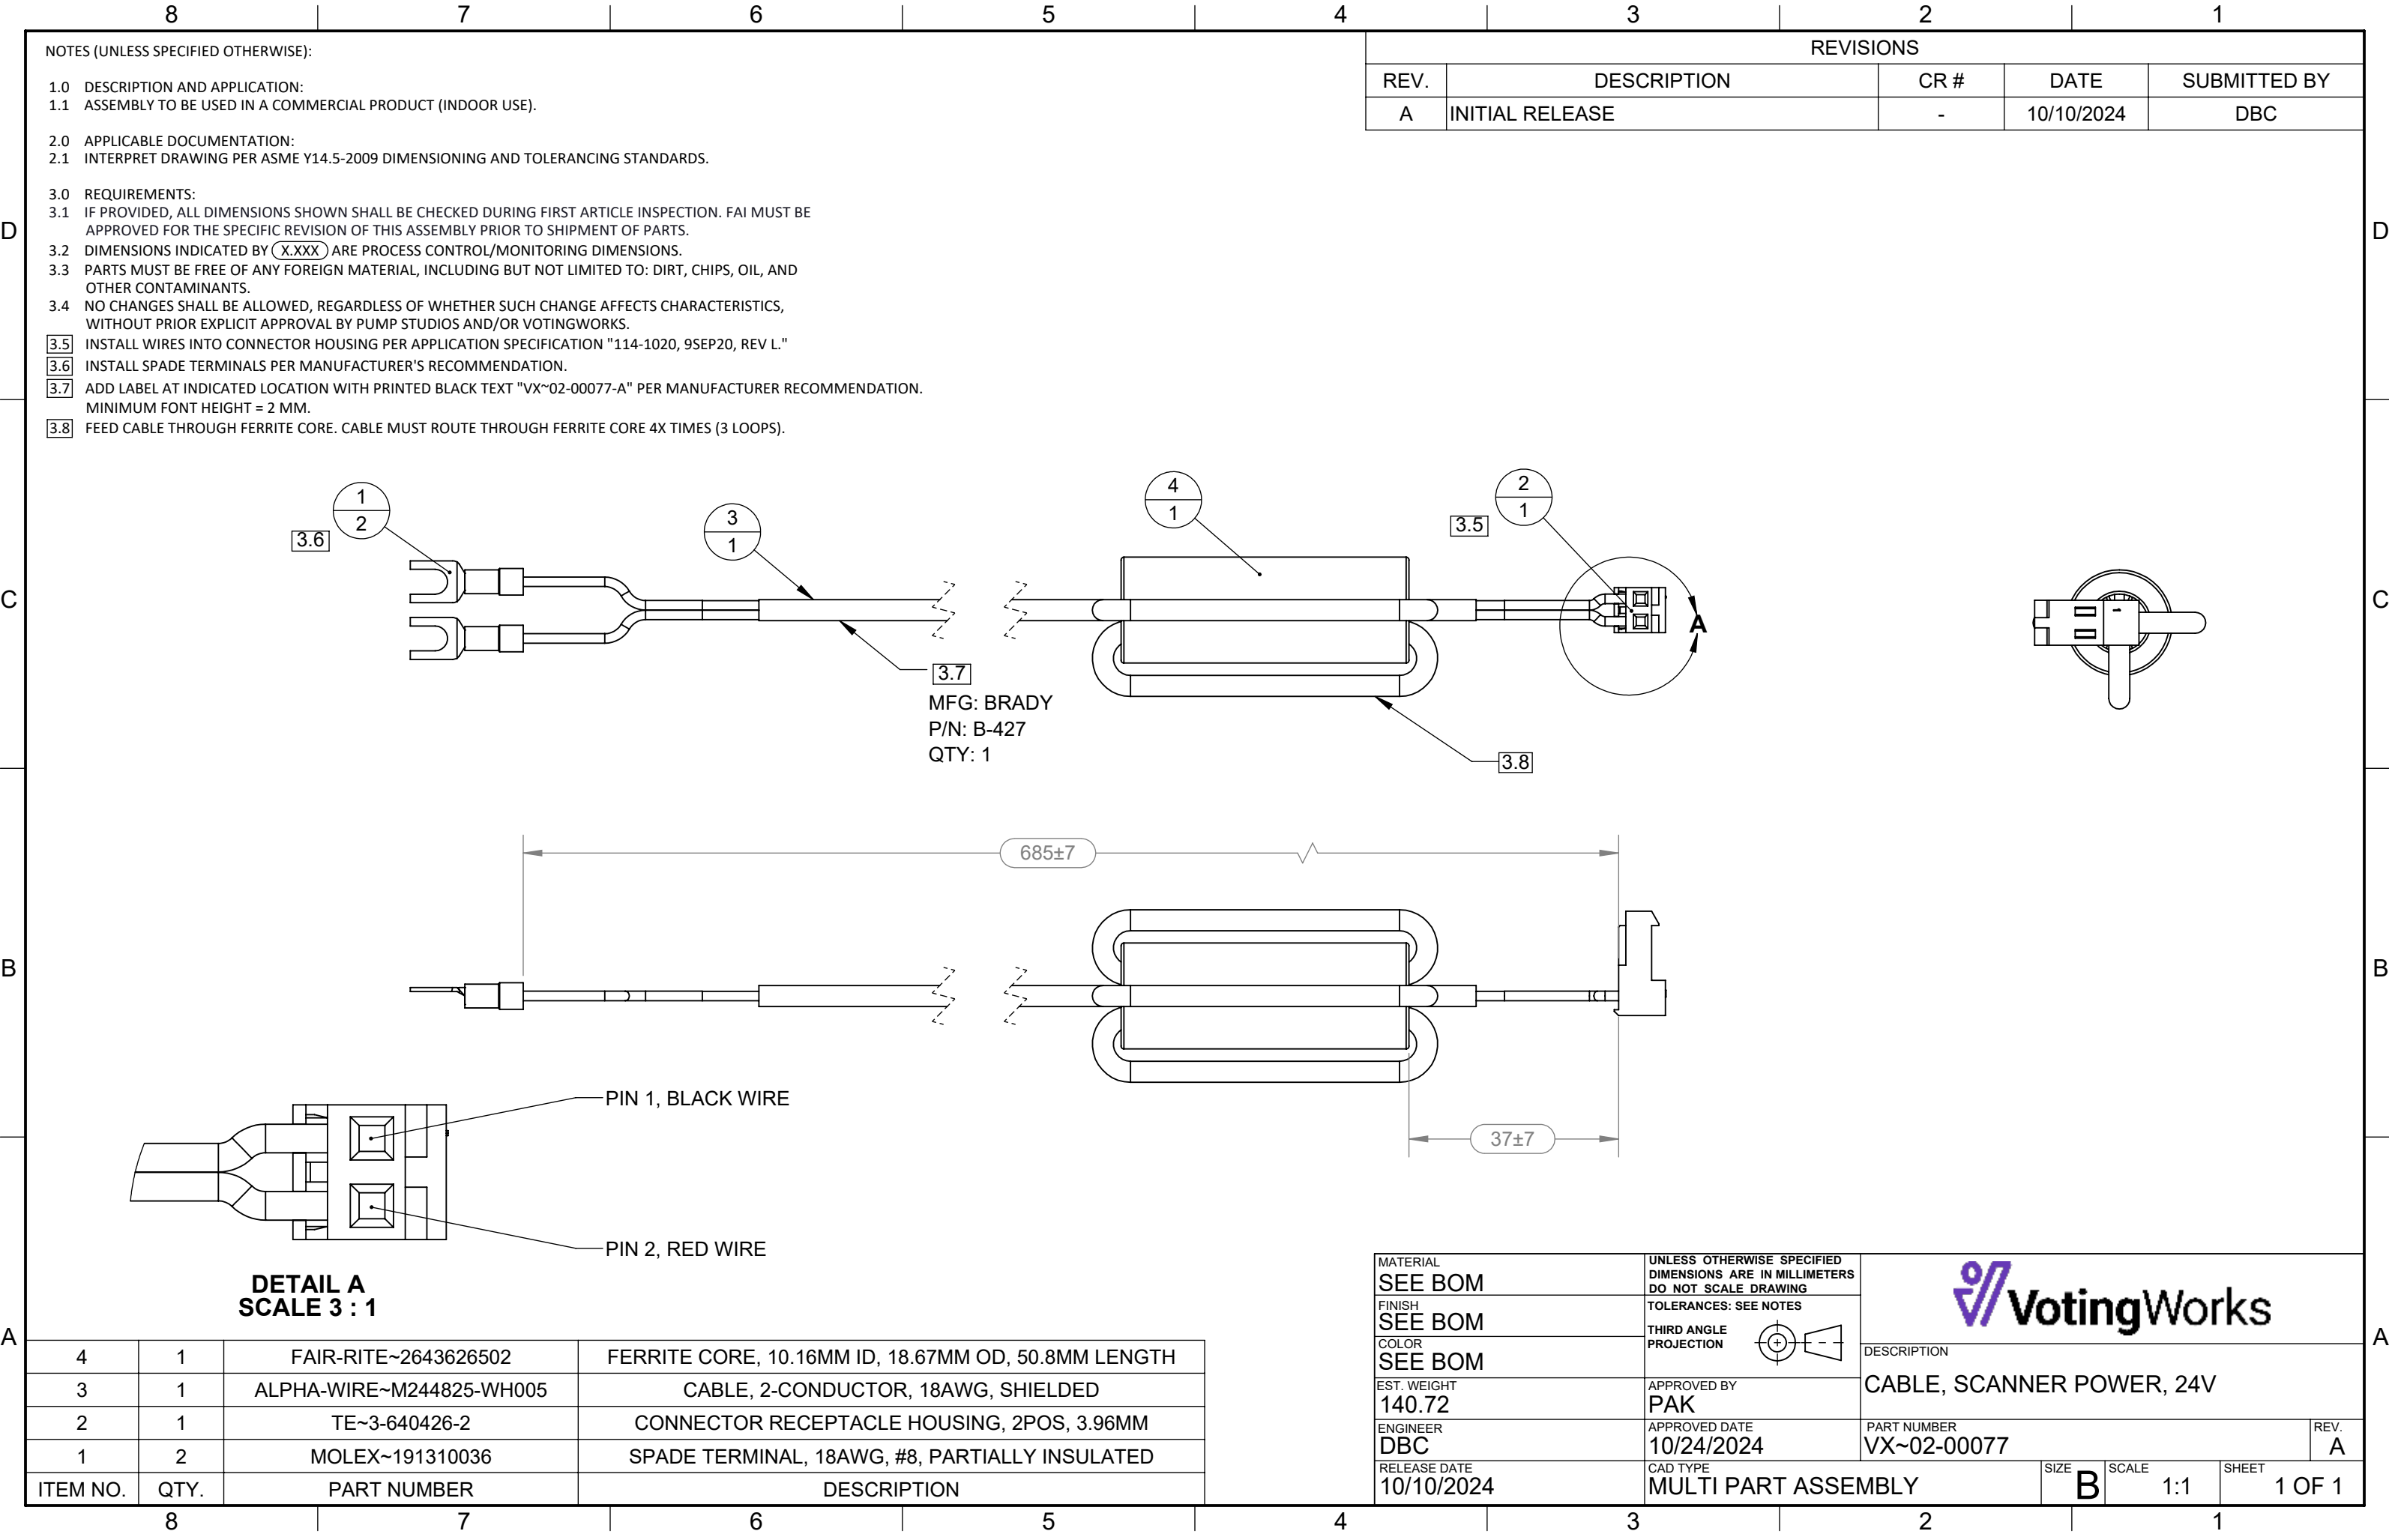 8 7 6 5 4 3 2 1
NOTES (UNLESS SPECIFIED OTHERWISE):
1.0 DESCRIPTION AND APPLICATION:
1.1 ASSEMBLY TO BE USED IN A COMMERCIAL PRODUCT (INDOOR USE).
2.0 APPLICABLE DOCUMENTATION:
2.1 INTERPRET DRAWING PER ASME Y14.5-2009 DIMENSIONING AND TOLERANCING STANDARDS.
3.0 REQUIREMENTS:
3.1 IF PROVIDED, ALL DIMENSIONS SHOWN SHALL BE CHECKED DURING FIRST ARTICLE INSPECTION. FAI MUST BE
APPROVED FOR THE SPECIFIC REVISION OF THIS ASSEMBLY PRIOR TO SHIPMENT OF PARTS.
3.2 DIMENSIONS INDICATED BY X.XXX ARE PROCESS CONTROL/MONITORING DIMENSIONS.
3.3 PARTS MUST BE FREE OF ANY FOREIGN MATERIAL, INCLUDING BUT NOT LIMITED TO: DIRT, CHIPS, OIL, AND
OTHER CONTAMINANTS.
3.4 NO CHANGES SHALL BE ALLOWED, REGARDLESS OF WHETHER SUCH CHANGE AFFECTS CHARACTERISTICS,
WITHOUT PRIOR EXPLICIT APPROVAL BY PUMP STUDIOS AND/OR VOTINGWORKS.
3.5 INSTALL WIRES INTO CONNECTOR HOUSING PER APPLICATION SPECIFICATION "114-1020, 9SEP20, REV L."
3.6 INSTALL SPADE TERMINALS PER MANUFACTURER'S RECOMMENDATION.
3.7 ADD LABEL AT INDICATED LOCATION WITH PRINTED BLACK TEXT "VX~02-00077-A" PER MANUFACTURER RECOMMENDATION.
MINIMUM FONT HEIGHT = 2 MM.
3.8 FEED CABLE THROUGH FERRITE CORE. CABLE MUST ROUTE THROUGH FERRITE CORE 4X TIMES (3 LOOPS).
REVISIONS
REV. DESCRIPTION CR # DATE SUBMITTED BY
A INITIAL RELEASE - 10/10/2024 DBC
D D
C C
B B
A A
1
2
3.6
3
1
4
1
2
1
3.5
A
3.7
MFG: BRADY
P/N: B-427
QTY: 1
3.8
685±7
37±7
PIN 1, BLACK WIRE
PIN 2, RED WIRE
DETAIL A
SCALE 3 : 1
4 1 FAIR-RITE~2643626502 FERRITE CORE, 10.16MM ID, 18.67MM OD, 50.8MM LENGTH
3 1 ALPHA-WIRE~M244825-WH005 CABLE, 2-CONDUCTOR, 18AWG, SHIELDED
2 1 TE~3-640426-2 CONNECTOR RECEPTACLE HOUSING, 2POS, 3.96MM
1 2 MOLEX~191310036 SPADE TERMINAL, 18AWG, #8, PARTIALLY INSULATED
ITEM NO. QTY. PART NUMBER DESCRIPTION
MATERIAL
SEE BOM
FINISH
SEE BOM
COLOR
SEE BOM
EST. WEIGHT
140.72
ENGINEER
DBC
RELEASE DATE
10/10/2024
UNLESS OTHERWISE SPECIFIED
DIMENSIONS ARE IN MILLIMETERS
DO NOT SCALE DRAWING
TOLERANCES: SEE NOTES
THIRD ANGLE
PROJECTION
APPROVED BY
PAK
APPROVED DATE
10/24/2024
CAD TYPE
MULTI PART ASSEMBLY
VotingWorks
DESCRIPTION
CABLE, SCANNER POWER, 24V
PART NUMBER
VX~02-00077
REV.
A
SIZE B
SCALE 1:1
SHEET 1 OF 1
8 7 6 5 4 3 2 1